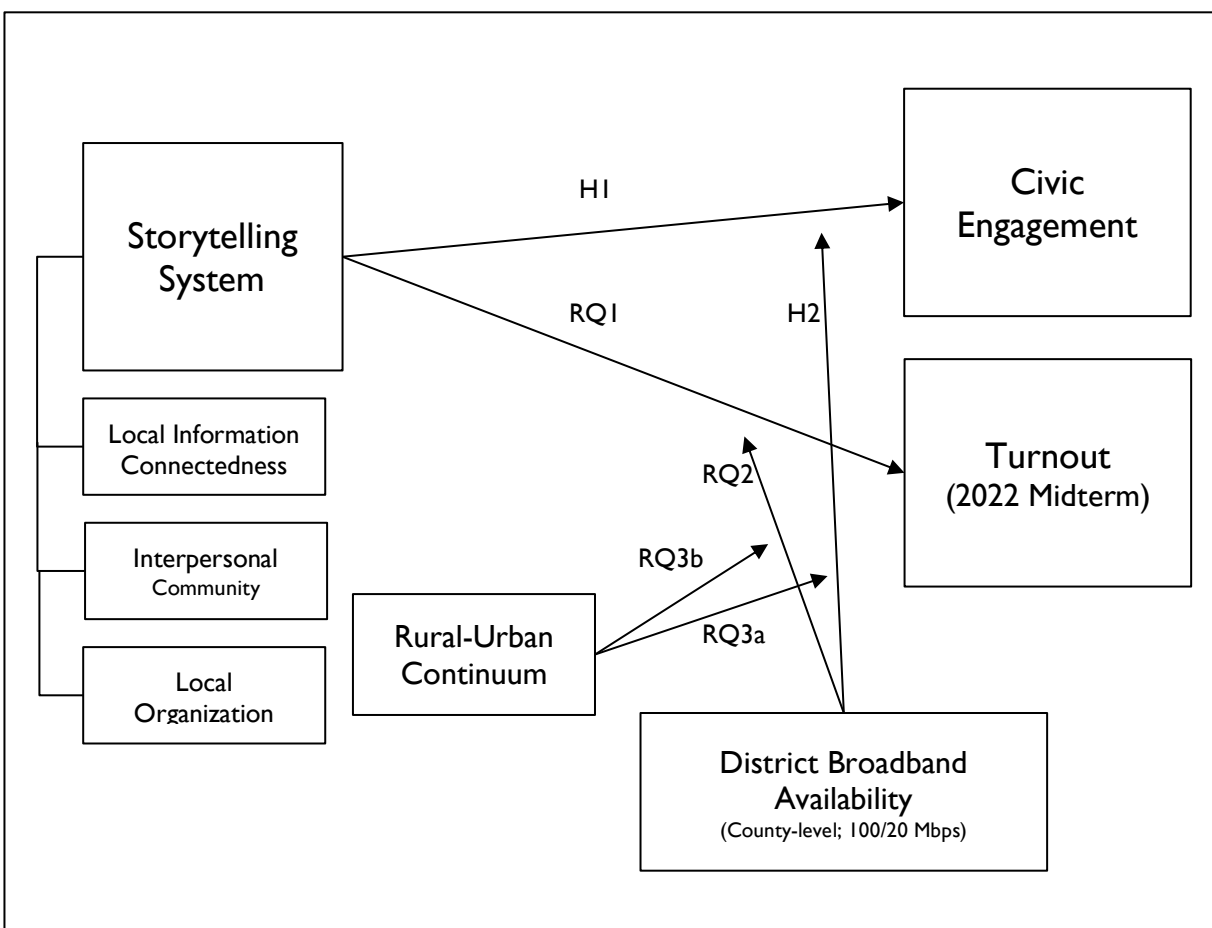 Storytelling
System
Local Information
Connectedness
Interpersonal
Community
Local
Organization
H1
RQ1
H2
RQ2
RQ3b
RQ3a
Rural-Urban
Continuum
Civic
Engagement
Turnout
(2022 Midterm)
District Broadband
Availability
(County-level; 100/20 Mbps)